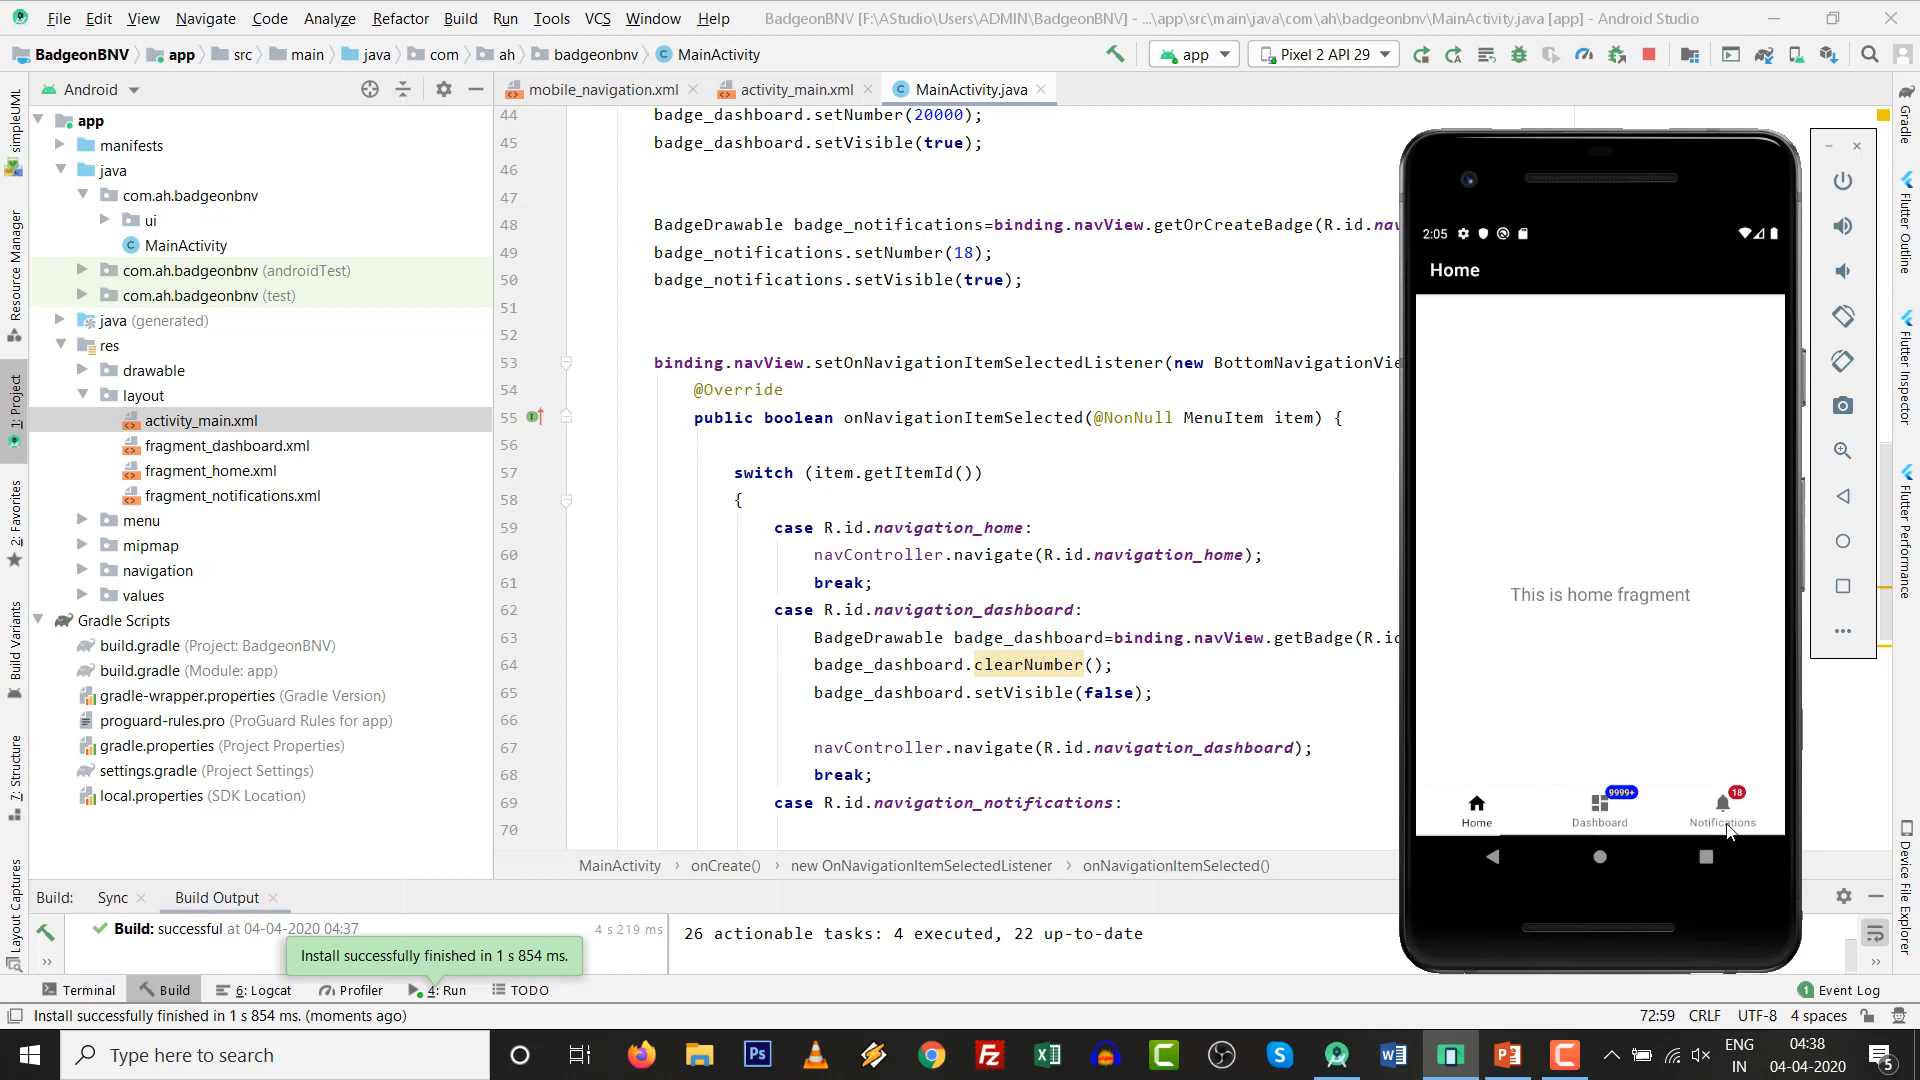 File Edit View Navigate Code Analyze Refactor Build Run Tools VCS Window Help BadgeonBNV [F:\AStudio\Users\ADMIN\BadgeonBNV] - ...\app\src\main\java\com\ah\badgeonbnv\MainActivity.java [app] - Android Studio
BadgeonBNV app src main java com ah badgeonbnv MainActivity app Pixel 2 API 29
Android
mobile_navigation.xml activity_main.xml MainActivity.java
app
manifests
java
com.ah.badgeonbnv
ui
MainActivity
com.ah.badgeonbnv (androidTest)
com.ah.badgeonbnv (test)
java (generated)
res
drawable
layout
activity_main.xml
fragment_dashboard.xml
fragment_home.xml
fragment_notifications.xml
menu
mipmap
navigation
values
Gradle Scripts
build.gradle (Project: BadgeonBNV)
build.gradle (Module: app)
gradle-wrapper.properties (Gradle Version)
proguard-rules.pro (ProGuard Rules for app)
gradle.properties (Project Properties)
settings.gradle (Project Settings)
local.properties (SDK Location)
simpleUML
Resource Manager
1: Project
2: Favorites
Build Variants
7: Structure
Layout Captures
44 badge_dashboard.setNumber(20000);
45 badge_dashboard.setVisible(true);
46
47
48 BadgeDrawable badge_notifications=binding.navView.getOrCreateBadge(R.id.nav
49 badge_notifications.setNumber(18);
50 badge_notifications.setVisible(true);
51
52
53 binding.navView.setOnNavigationItemSelectedListener(new BottomNavigationVie
54 @Override
55 public boolean onNavigationItemSelected(@NonNull MenuItem item) {
56
57 switch (item.getItemId())
58 {
59 case R.id.navigation_home:
60 navController.navigate(R.id.navigation_home);
61 break;
62 case R.id.navigation_dashboard:
63 BadgeDrawable badge_dashboard=binding.navView.getBadge(R.id
64 badge_dashboard.clearNumber();
65 badge_dashboard.setVisible(false);
66
67 navController.navigate(R.id.navigation_dashboard);
68 break;
69 case R.id.navigation_notifications:
70
MainActivity onCreate() new OnNavigationItemSelectedListener onNavigationItemSelected()
2:05
Home
This is home fragment
9999+ 18
Home Dashboard Notifications
Gradle
Flutter Outline
Flutter Inspector
Flutter Performance
Device File Explorer
Build: Sync Build Output
Build: successful at 04-04-2020 04:37 4 s 219 ms
26 actionable tasks: 4 executed, 22 up-to-date
Install successfully finished in 1 s 854 ms.
Terminal Build 6: Logcat Profiler 4: Run TODO 1 Event Log
Install successfully finished in 1 s 854 ms. (moments ago) 72:59 CRLF UTF-8 4 spaces
Type here to search
Ps
ENG 04:38
IN 04-04-2020 5